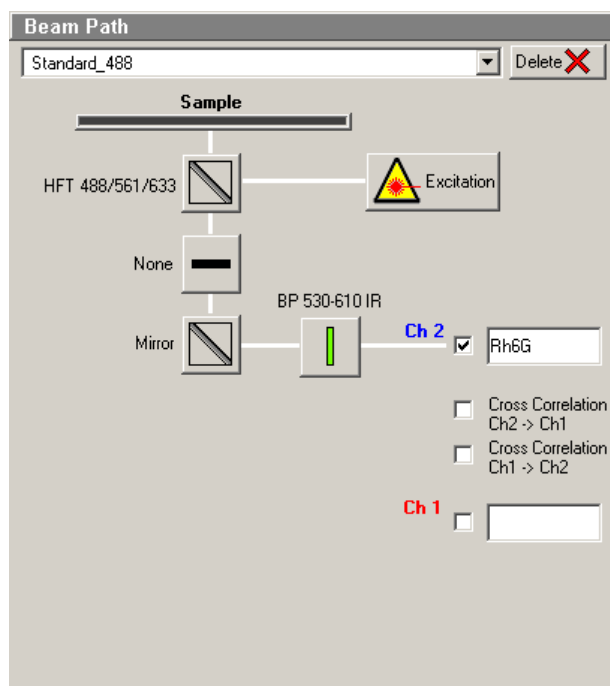 Beam Path
Standard_488
Delete
Sample
HFT 488/561/633
Excitation
None
BP 530-610 IR
Mirror
Ch 2
Rh6G
Cross Correlation
Ch2 -> Ch1
Cross Correlation
Ch1 -> Ch2
Ch 1